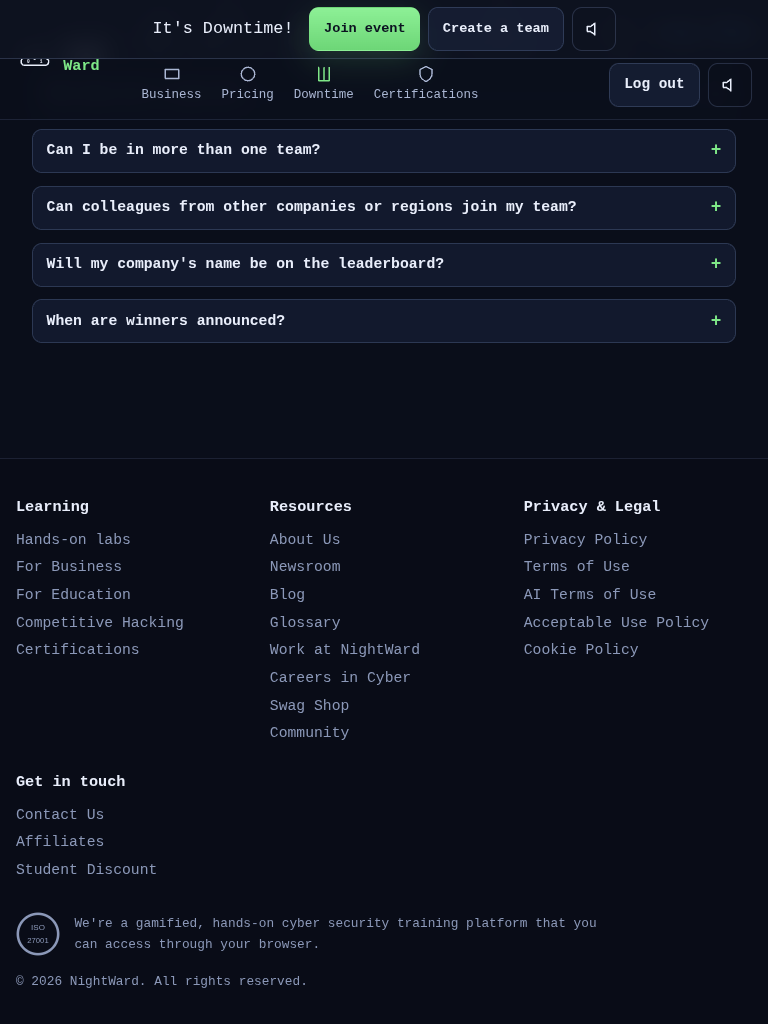 It's Downtime!
Join event
Create a team
Ward
Business
Pricing
Downtime
Certifications
Log out
Can I be in more than one team?
+
Can colleagues from other companies or regions join my team?
+
Will my company's name be on the leaderboard?
+
When are winners announced?
+
Learning
Hands-on labs
For Business
For Education
Competitive Hacking
Certifications
Resources
About Us
Newsroom
Blog
Glossary
Work at NightWard
Careers in Cyber
Swag Shop
Community
Privacy & Legal
Privacy Policy
Terms of Use
AI Terms of Use
Acceptable Use Policy
Cookie Policy
Get in touch
Contact Us
Affiliates
Student Discount
ISO
27001
We're a gamified, hands-on cyber security training platform that you
can access through your browser.
© 2026 NightWard. All rights reserved.